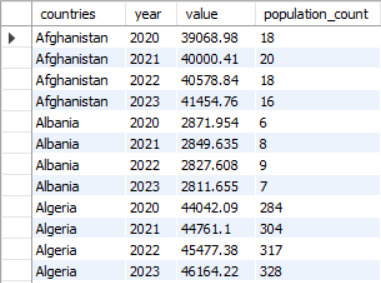 countries year value population_count
Afghanistan 2020 39068.98 18
Afghanistan 2021 40000.41 20
Afghanistan 2022 40578.84 18
Afghanistan 2023 41454.76 16
Albania 2020 2871.954 6
Albania 2021 2849.635 8
Albania 2022 2827.608 9
Albania 2023 2811.655 7
Algeria 2020 44042.09 284
Algeria 2021 44761.1 304
Algeria 2022 45477.38 317
Algeria 2023 46164.22 328